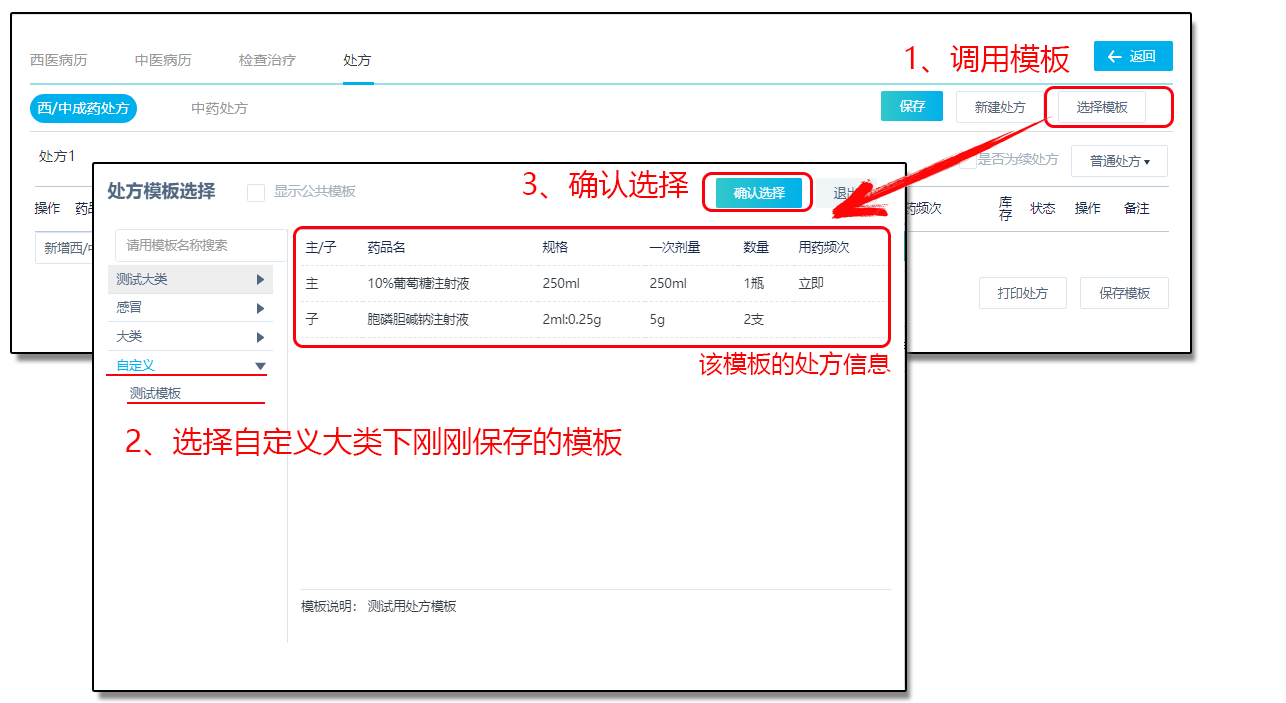 西医病历 中医病历 检查治疗 处方
1、调用模板
返回
西/中成药处方 中药处方
保存 新建处方 选择模板
处方1
是否为续处方 普通处方
操作
药频次 库存 状态 操作 备注
新增西/中
打印处方 保存模板
处方模板选择 显示公共模板
3、确认选择
确认选择
请用模板名称搜索
测试大类
感冒
大类
自定义
测试模板
主/子 药品名 规格 一次剂量 数量 用药频次
主 10%葡萄糖注射液 250ml 250ml 1瓶 立即
子 胞磷胆碱钠注射液 2ml:0.25g 5g 2支
该模板的处方信息
2、选择自定义大类下刚刚保存的模板
模板说明： 测试用处方模板